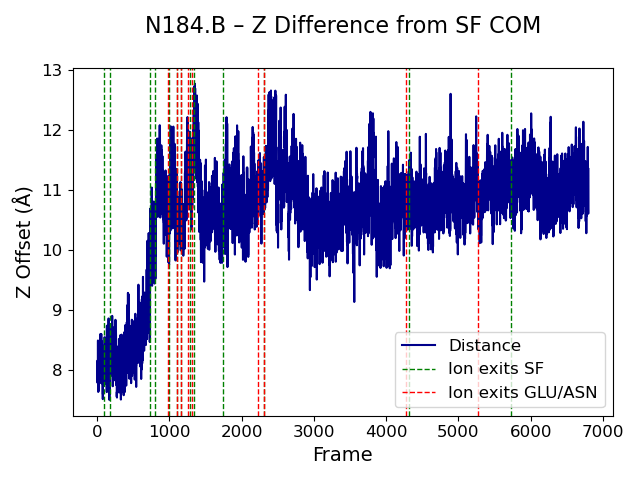 N184.B – Z Difference from SF COM
13
12
11
10
9
8
Z Offset (Å)
0
1000
2000
3000
4000
5000
6000
7000
Frame
Distance
Ion exits SF
Ion exits GLU/ASN